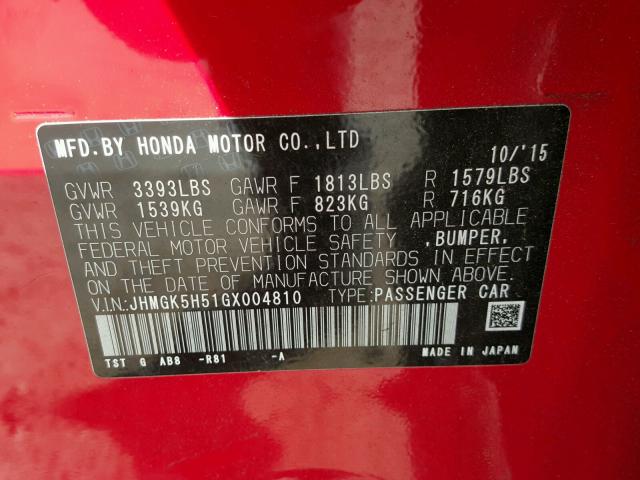 MFD.BY HONDA MOTOR CO.,LTD 10/'15
GVWR 3393LBS GAWR F 1813LBS R 1579LBS
GVWR 1539KG GAWR F 823KG R 716KG
THIS VEHICLE CONFORMS TO ALL APPLICABLE
FEDERAL MOTOR VEHICLE SAFETY ,BUMPER,
AND THEFT PREVENTION STANDARDS IN EFFECT
ON THE DATE OF MANUFACTURE SHOWN ABOVE.
V.I.N.:JHMGK5H51GX004810 TYPE:PASSENGER CAR
TST G AB8 -R81 -A MADE IN JAPAN